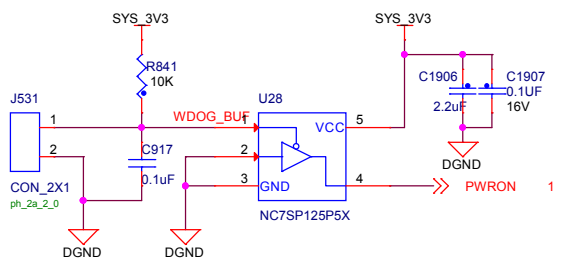 SYS_3V3
SYS_3V3
R841
10K
C1906
C1907
0.1UF
2.2uF
16V
J531
U28
1
WDOG_BUF
1
VCC
5
2
C917
2
DGND
0.1uF
3
GND
4
PWRON
1
CON_2X1
ph_2a_2_0
NC7SP125P5X
DGND
DGND